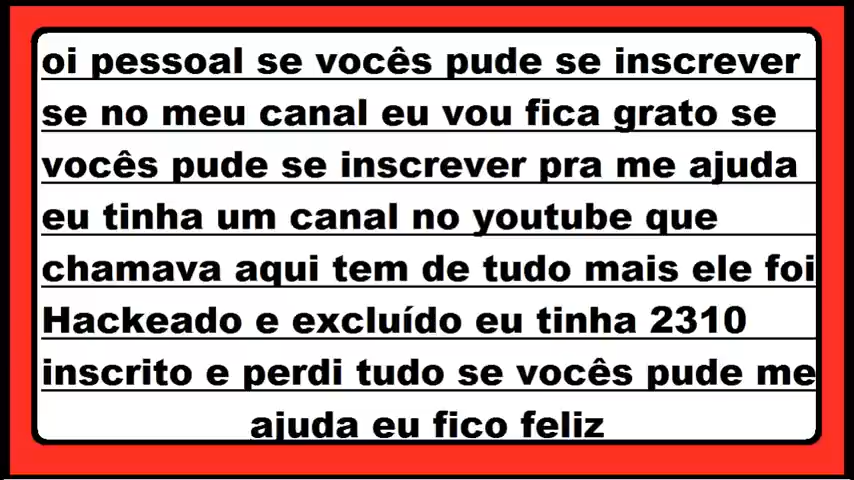 oi pessoal se vocês pude se inscrever
se no meu canal eu vou fica grato se
vocês pude se inscrever pra me ajuda
eu tinha um canal no youtube que
chamava aqui tem de tudo mais ele foi
Hackeado e excluído eu tinha 2310
inscrito e perdi tudo se vocês pude me
ajuda eu fico feliz